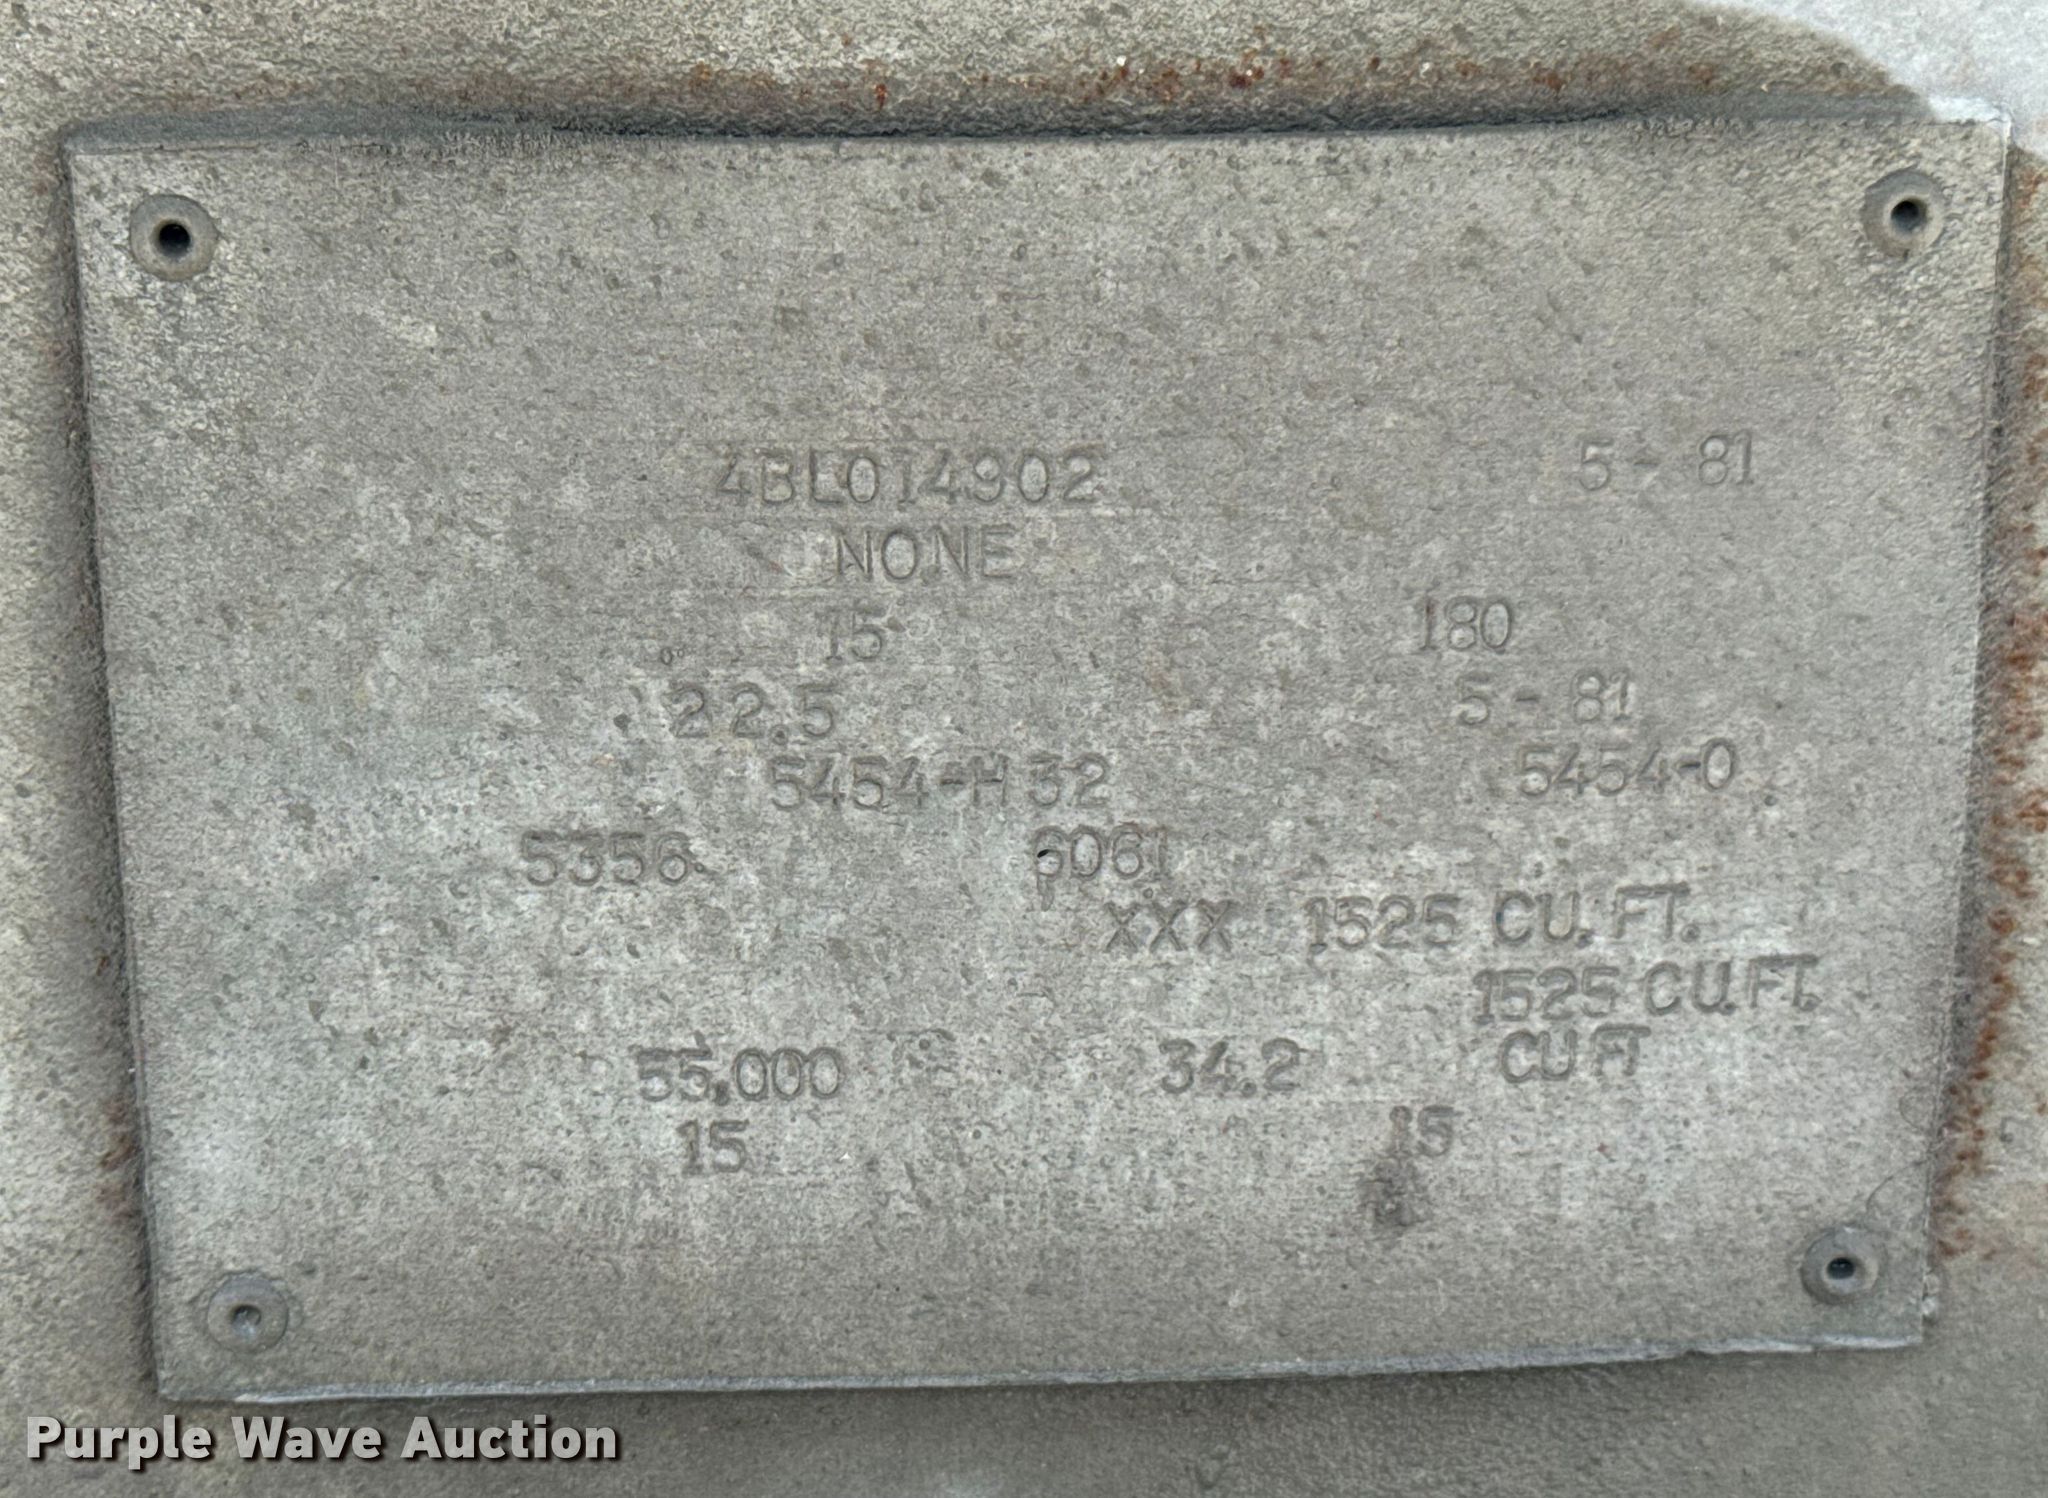 4BL014902 5-81
NONE
15 180
22.5 5-81
5454-H32 5454-0
5356 6061
XXX 1525 CU. FT.
1525 CU.FT.
55,000 34.2 CU FT
15 15
Purple Wave Auction